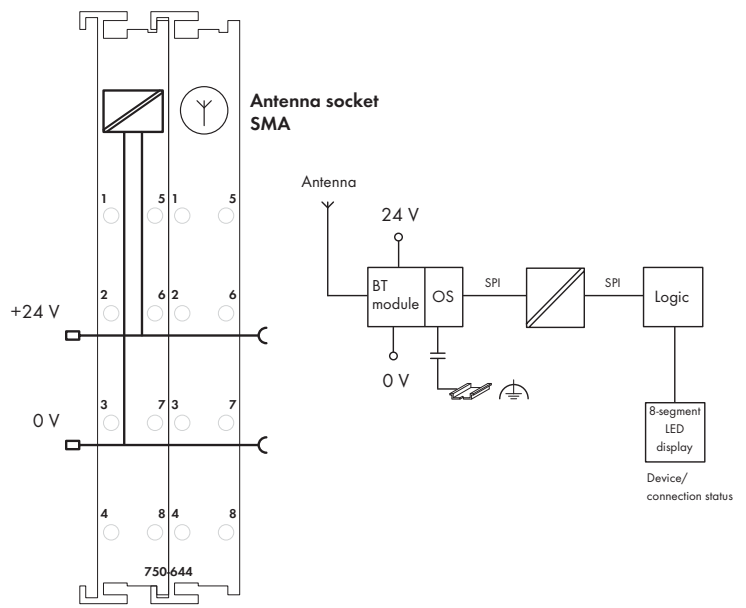 Antenna socket
SMA
1 5 1 5
2 6 2 6
+24 V
3 7 3 7
0 V
4 8 4 8
750-644
Antenna
24 V
BT
module
OS
SPI
SPI
Logic
0 V
8-segment
LED
display
Device/
connection status